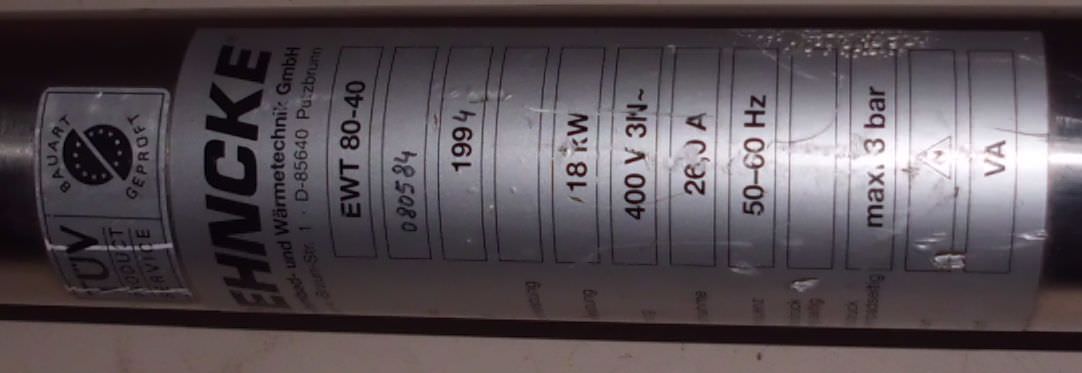 BAUART
GEPRÜFT
TÜV
PRODUCT
SERVICE
EHNCKE
und Wärmetechnik GmbH
1 · D-85640 Putzbrunn
EWT 80-40
080584
1994
18 kW
400 V 3N~
26,0 A
50-60 Hz
max. 3 bar
VA